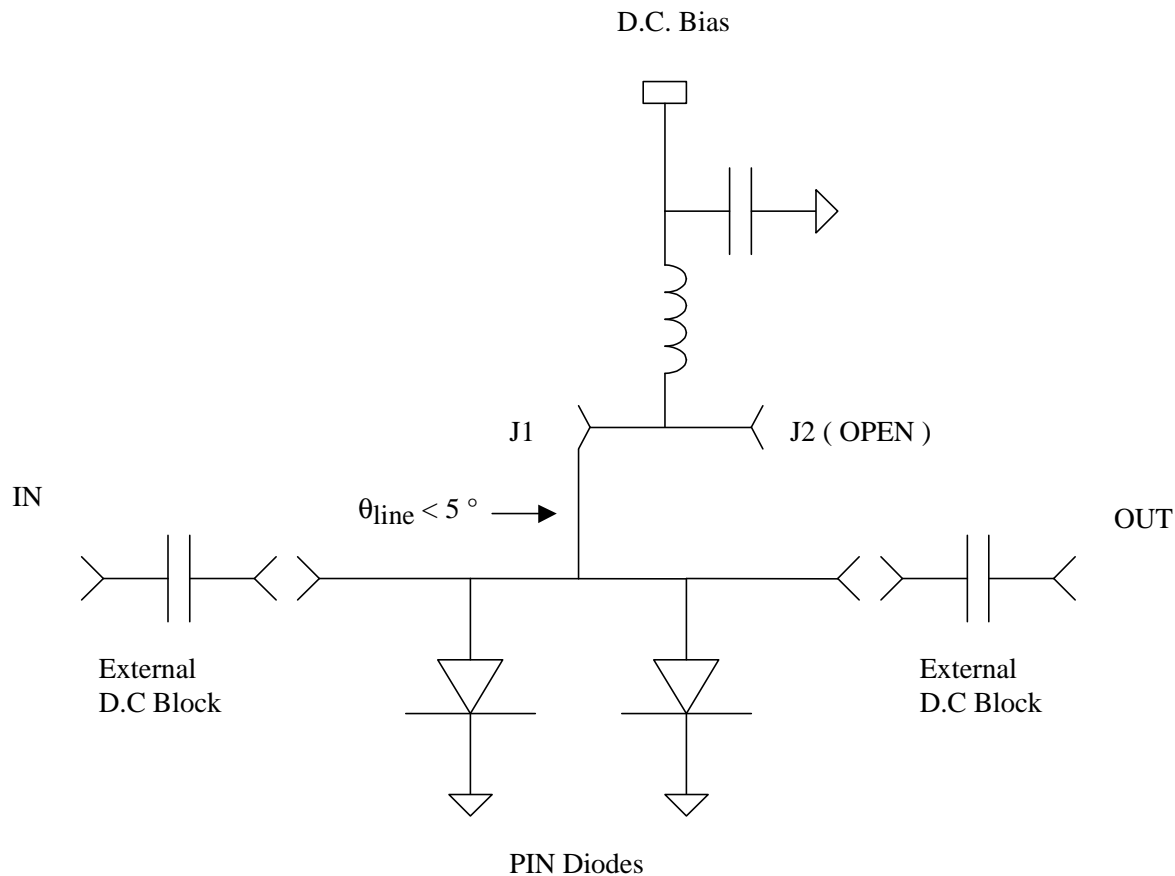 D.C. Bias
J1
J2 ( OPEN )
IN
θline < 5 °
OUT
External
D.C Block
External
D.C Block
PIN Diodes